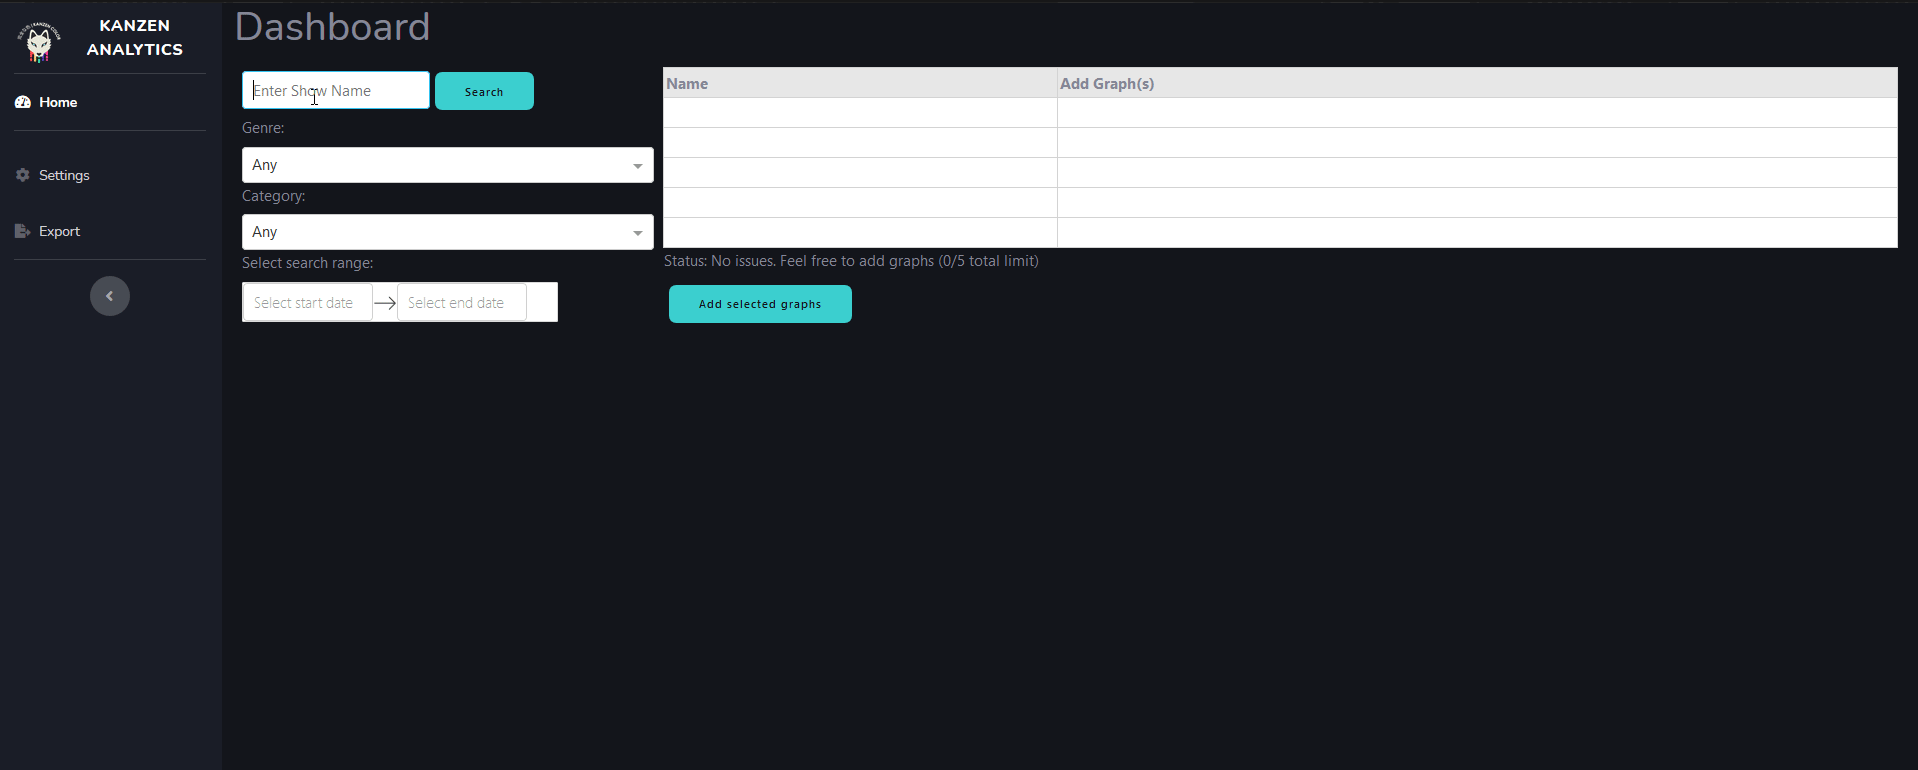 KANZEN
ANALYTICS
Home
Settings
Export
Dashboard
Enter Show Name
Search
Genre:
Any
Category:
Any
Select search range:
Select start date
Select end date
Name
Add Graph(s)
Status: No issues. Feel free to add graphs (0/5 total limit)
Add selected graphs